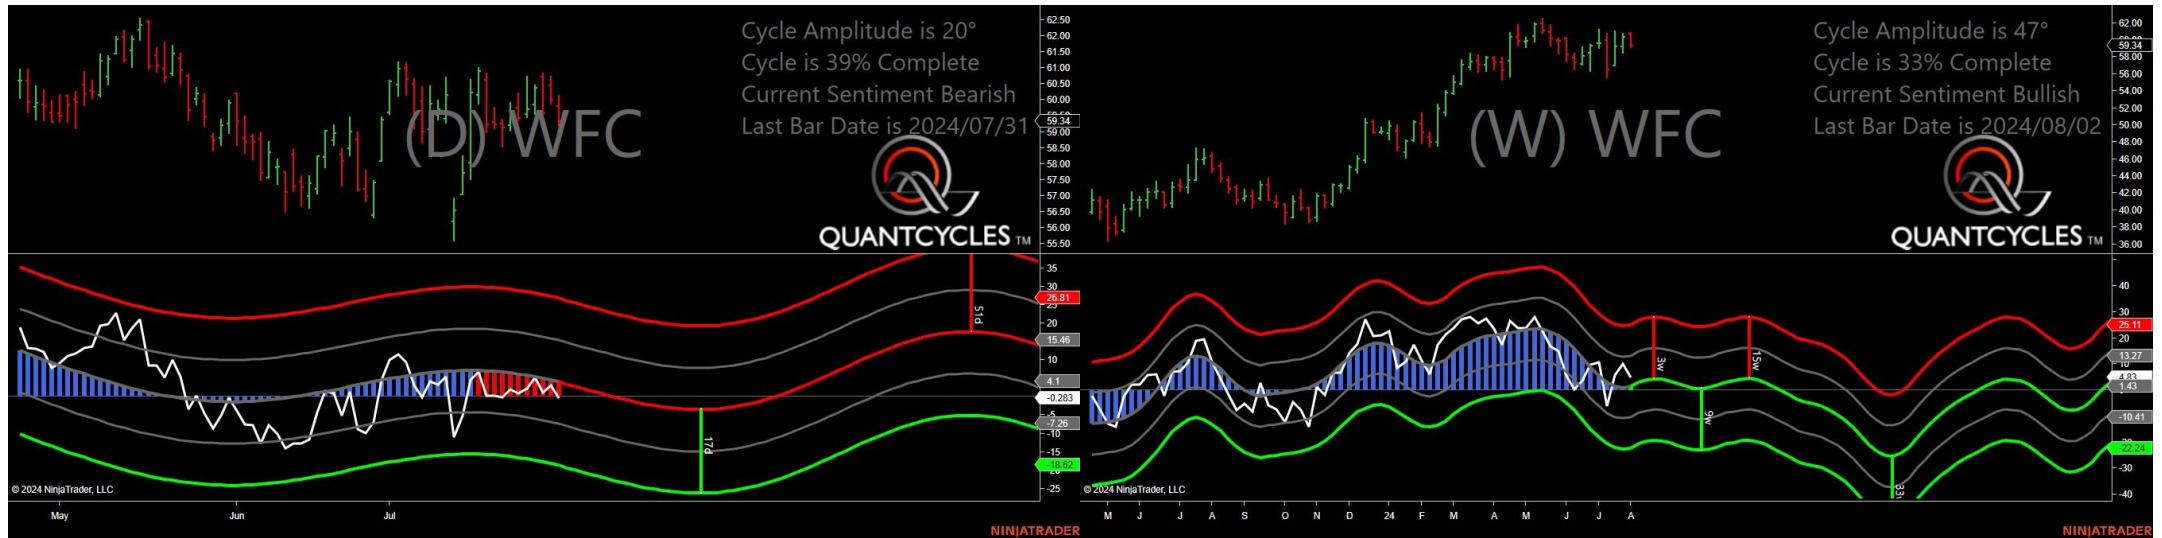 Cycle Amplitude is 20°
Cycle is 39% Complete
Current Sentiment Bearish
Last Bar Date is 2024/07/31
(D) WFC
QUANTCYCLES TM
62.50
62.00
61.50
61.00
60.50
60.00
59.34
59.00
58.50
58.00
57.50
57.00
56.50
56.00
55.50
35
26.81
25
20
15.46
10
4.1
-0.283
-5
-7.26
-10
-15
-18.62
-25
51d
17d
© 2024 NinjaTrader, LLC
May Jun Jul
NINJATRADER
Cycle Amplitude is 47°
Cycle is 33% Complete
Current Sentiment Bullish
Last Bar Date is 2024/08/02
(W) WFC
QUANTCYCLES TM
62.00
59.34
58.00
56.00
54.00
52.00
50.00
48.00
46.00
44.00
42.00
40.00
38.00
36.00
40
30
25.11
13.27
10
4.83
1.43
-10.41
-20
-22.24
-30
-40
3w
15w
9w
© 2024 NinjaTrader, LLC
M J J A S O N D 24 F M A M J J A
NINJATRADER